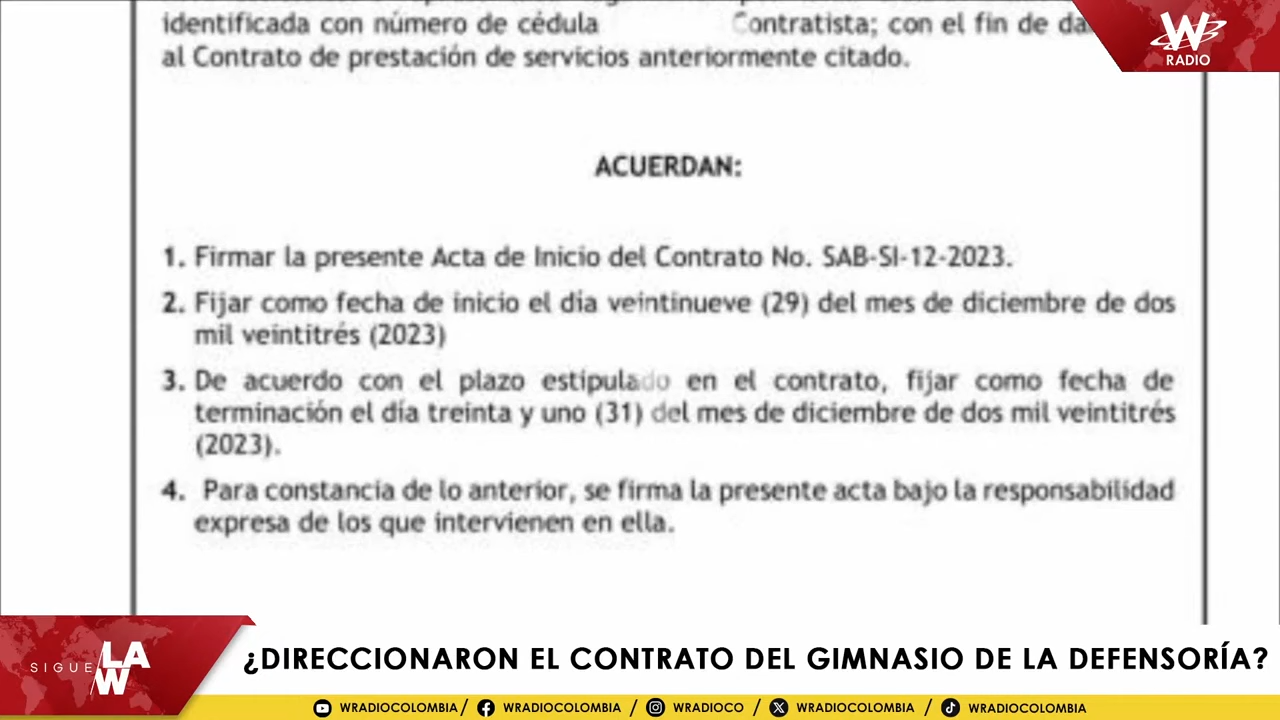 identificada con número de cédula Contratista; con el fin de
al Contrato de prestación de servicios anteriormente citado.
ACUERDAN:
1. Firmar la presente Acta de Inicio del Contrato No. SAB-SI-12-2023.
2. Fijar como fecha de inicio el día veintinueve (29) del mes de diciembre de dos
mil veintitrés (2023)
3. De acuerdo con el plazo estipulado en el contrato, fijar como fecha de
terminación el día treinta y uno (31) del mes de diciembre de dos mil veintitrés
(2023).
4. Para constancia de lo anterior, se firma la presente acta bajo la responsabilidad
expresa de los que intervienen en ella.
W
RADIO
SIGUE LA W
¿DIRECCIONARON EL CONTRATO DEL GIMNASIO DE LA DEFENSORÍA?
WRADIOCOLOMBIA / WRADIOCOLOMBIA / WRADIOCO / WRADIOCOLOMBIA / WRADIOCOLOMBIA